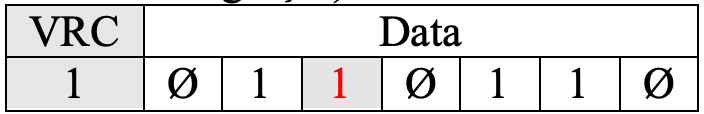 VRC Data
1 Ø 1 1 Ø 1 1 Ø